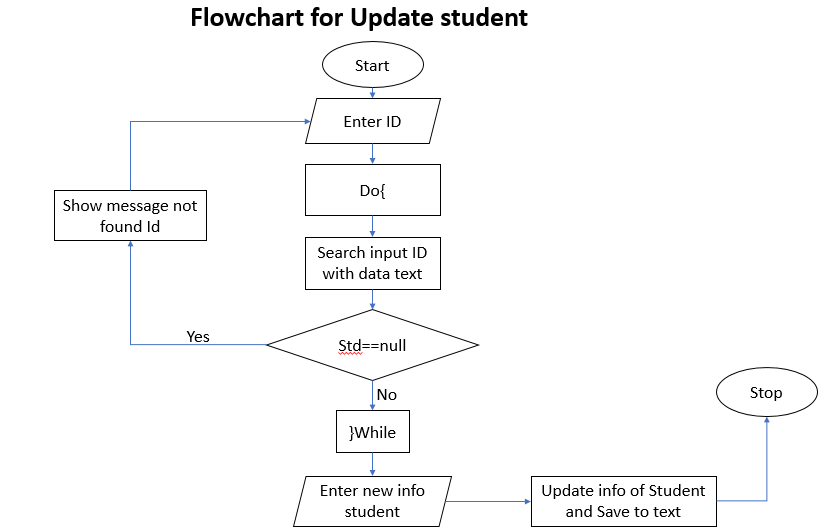 Flowchart for Update student
Start
Enter ID
Do{
Show message not
found Id
Search input ID
with data text
Yes
Std==null
No
Stop
}While
Enter new info
student
Update info of Student
and Save to text